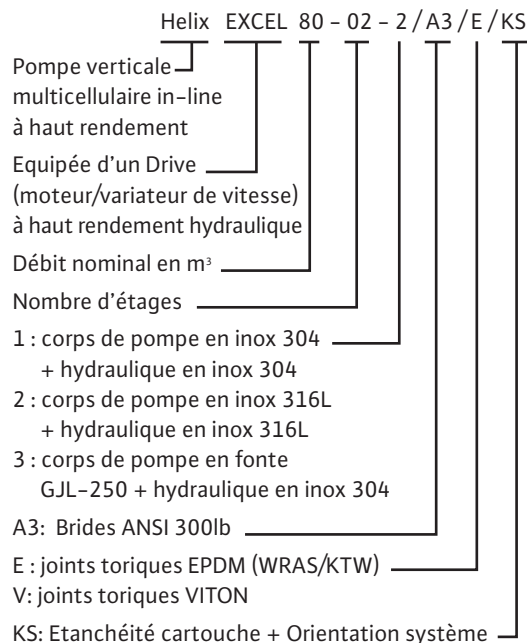 Helix EXCEL 80 - 02 - 2 / A3 / E / KS
Pompe verticale
multicellulaire in-line
à haut rendement
Equipée d'un Drive
(moteur/variateur de vitesse)
à haut rendement hydraulique
Débit nominal en m³
Nombre d'étages
1 : corps de pompe en inox 304
+ hydraulique en inox 304
2 : corps de pompe en inox 316L
+ hydraulique en inox 316L
3 : corps de pompe en fonte
GJL-250 + hydraulique en inox 304
A3: Brides ANSI 300lb
E : joints toriques EPDM (WRAS/KTW)
V: joints toriques VITON
KS: Etanchéité cartouche + Orientation système